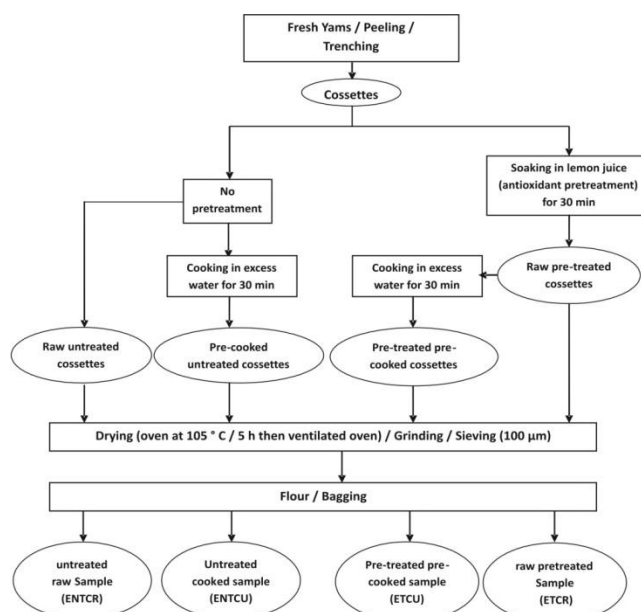 Fresh Yams / Peeling /
Trenching
Cossettes
Soaking in lemon juice
(antioxidant pretreatment)
for 30 min
No
pretreatment
Cooking in excess
water for 30 min
Cooking in excess
water for 30 min
Raw pre-treated
cossettes
Raw untreated
cossettes
Pre-cooked
untreated cossettes
Pre-treated pre-
cooked cossettes
Drying (oven at 105 ° C / 5 h then ventilated oven) / Grinding / Sieving (100 µm)
Flour / Bagging
untreated
raw Sample
(ENTCR)
Untreated
cooked sample
(ENTCU)
Pre-treated pre-
cooked sample
(ETCU)
raw pretreated
Sample
(ETCR)